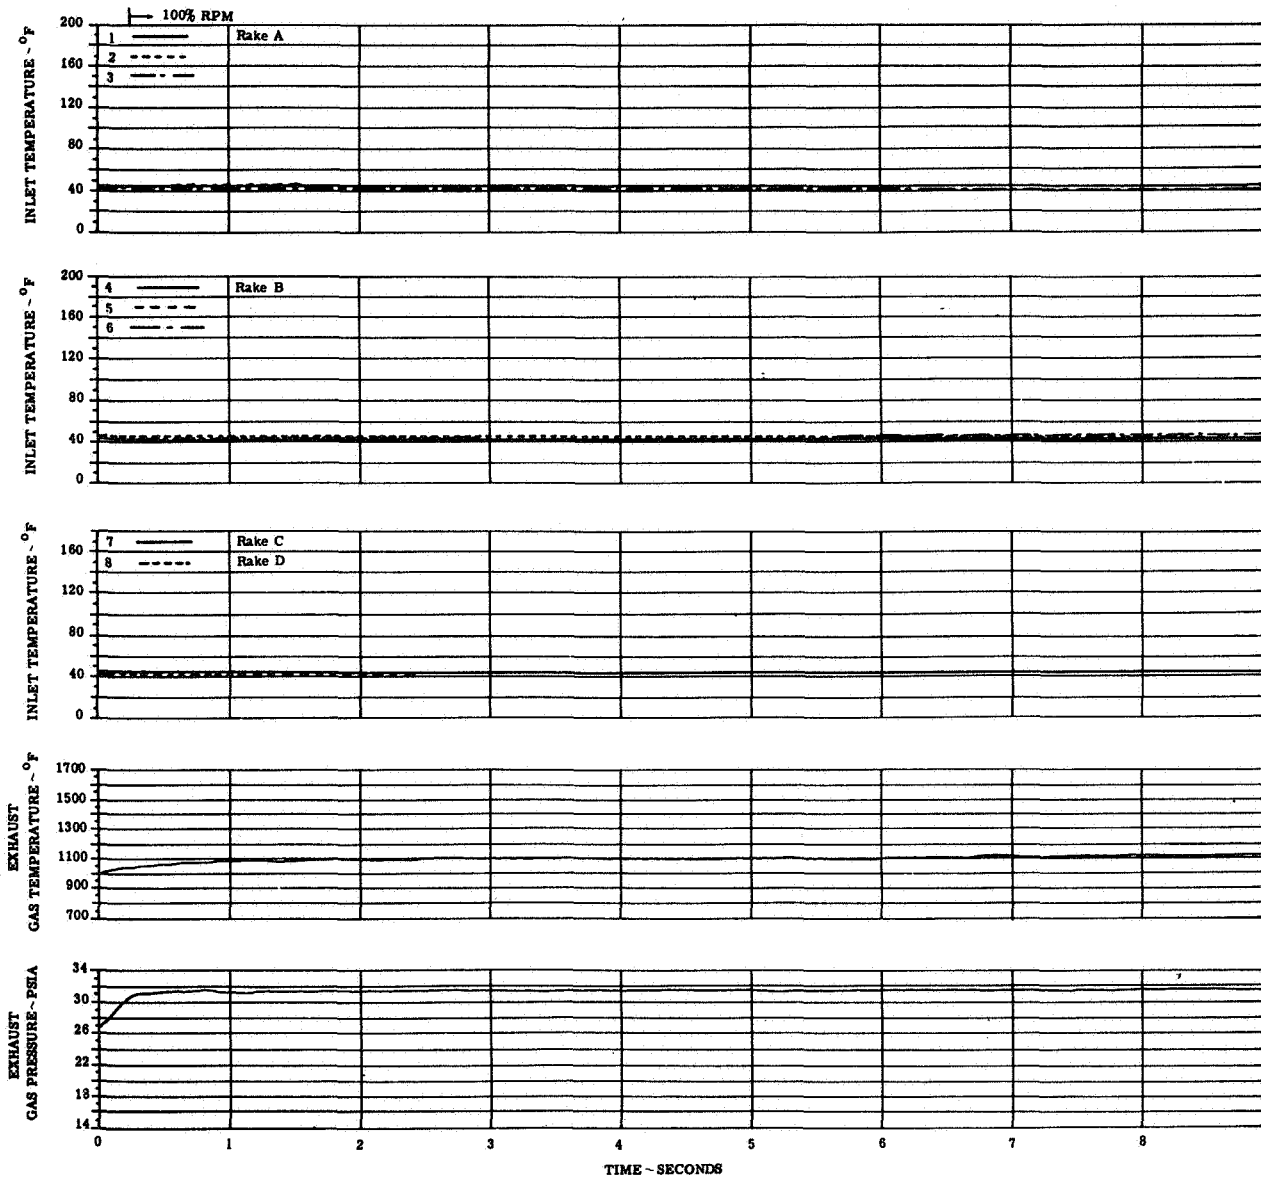 100% RPM
INLET TEMPERATURE ~ °F
200
160
120
80
40
0
1
2
3
Rake A
INLET TEMPERATURE ~ °F
200
160
120
80
40
0
4
5
6
Rake B
INLET TEMPERATURE ~ °F
160
120
80
40
0
7
Rake C
8
Rake D
EXHAUST
GAS TEMPERATURE ~ °F
1700
1500
1300
1100
900
700
EXHAUST
GAS PRESSURE ~ PSIA
34
30
26
22
18
14
0 1 2 3 4 5 6 7 8
TIME ~ SECONDS